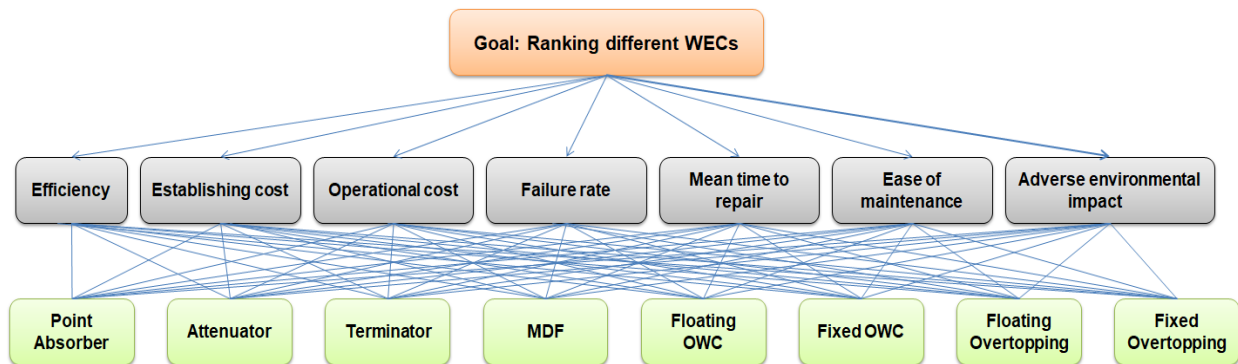 Goal: Ranking different WECs
Efficiency
Establishing cost
Operational cost
Failure rate
Mean time to
repair
Ease of
maintenance
Adverse environmental
impact
Point
Absorber
Attenuator
Terminator
MDF
Floating
OWC
Fixed OWC
Floating
Overtopping
Fixed
Overtopping